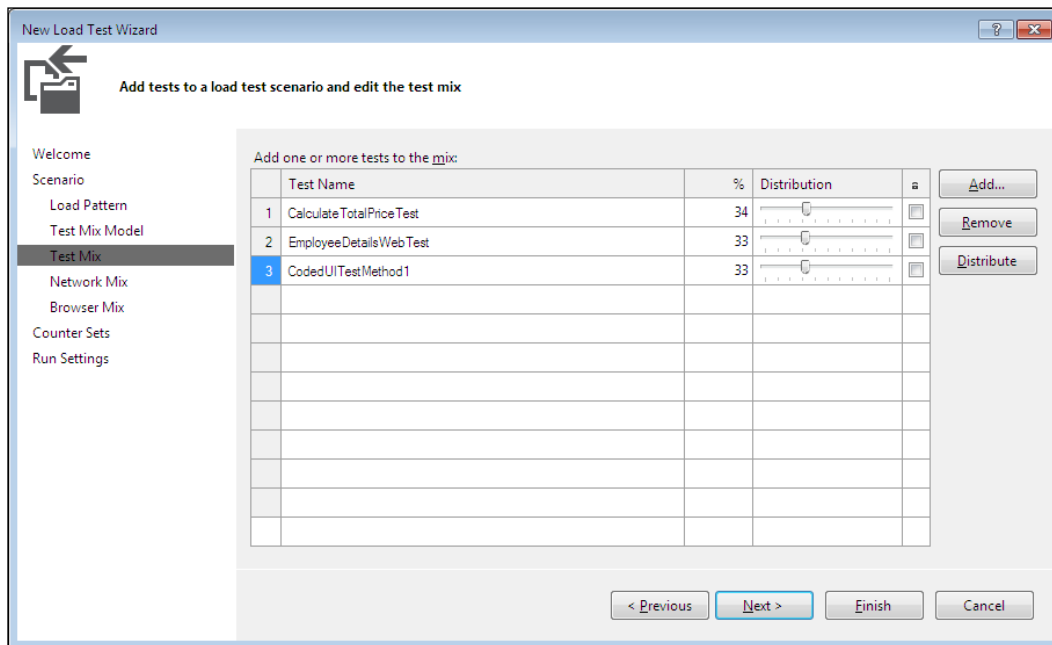 New Load Test Wizard
Add tests to a load test scenario and edit the test mix
Welcome
Scenario
Load Pattern
Test Mix Model
Test Mix
Network Mix
Browser Mix
Counter Sets
Run Settings
Add one or more tests to the mix:
Test Name % Distribution
1 CalculateTotalPriceTest 34
2 EmployeeDetailsWebTest 33
3 CodedUITestMethod1 33
Add...
Remove
Distribute
< Previous Next > Finish Cancel